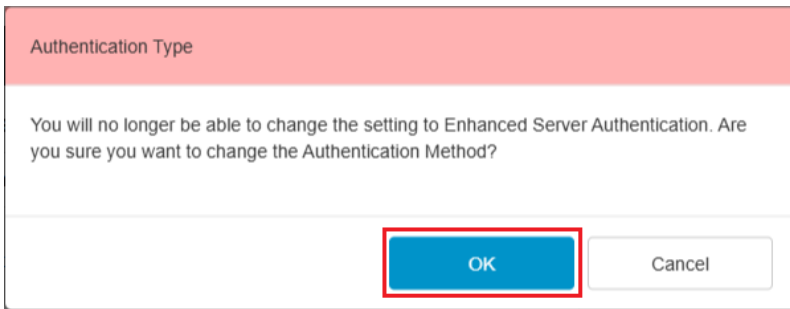 Authentication Type
You will no longer be able to change the setting to Enhanced Server Authentication. Are
you sure you want to change the Authentication Method?
OK
Cancel